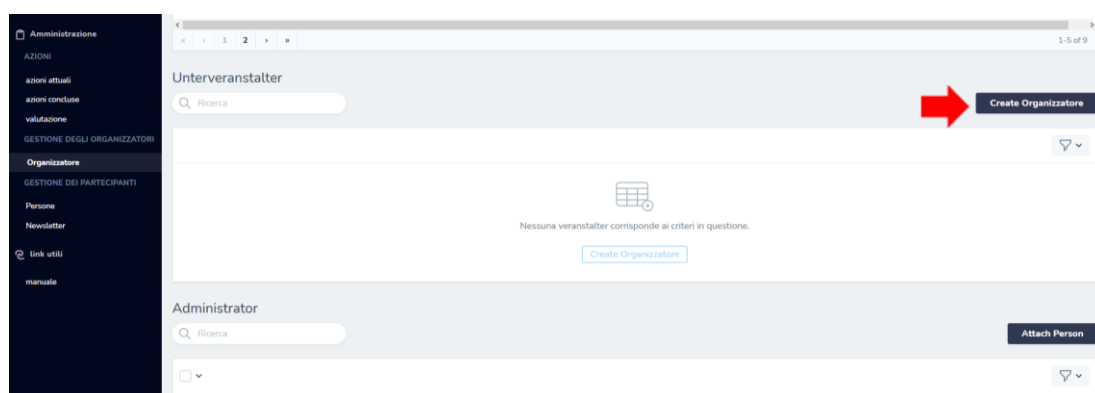 Amministrazione
AZIONI
azioni attuali
azioni concluse
valutazione
GESTIONE DEGLI ORGANIZZATORI
Organizzatore
GESTIONE DEI PARTECIPANTI
Persone
Newsletter
link utili
manuale
« ‹ 1 2 › »
1-5 of 9
Unterveranstalter
Ricerca
Create Organizzatore
Nessuna veranstalter corrisponde ai criteri in questione.
Create Organizzatore
Administrator
Ricerca
Attach Person